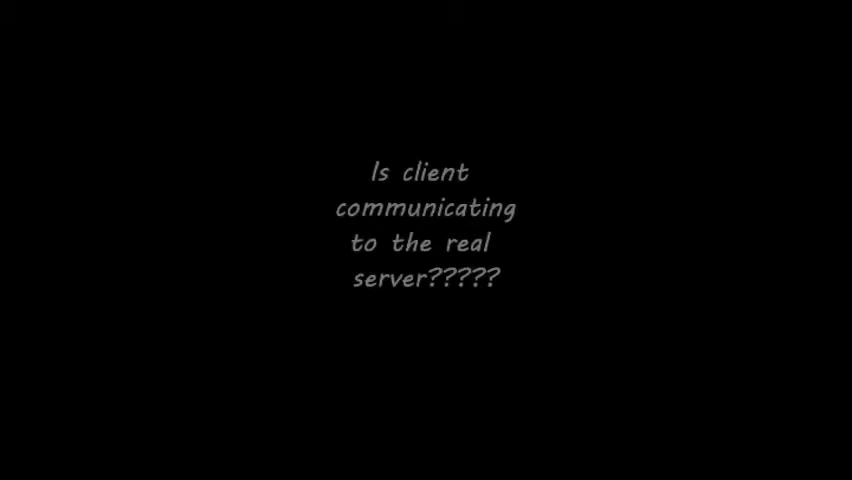 Is client
communicating
to the real
server?????